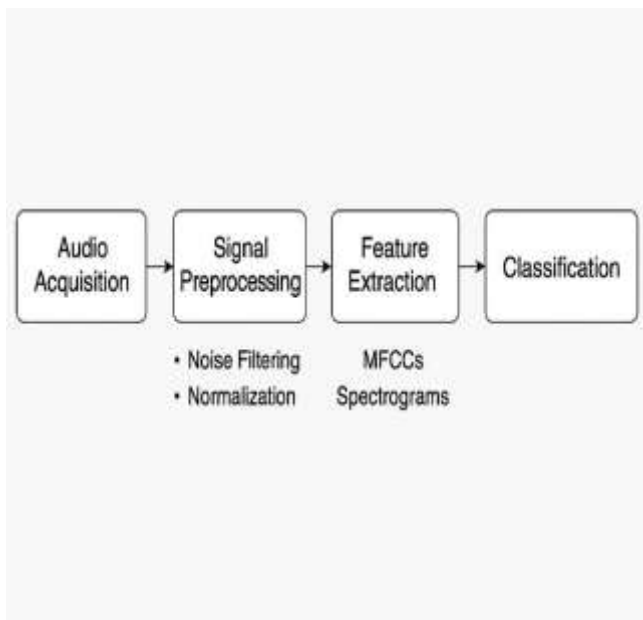 Audio
Acquisition
Signal
Preprocessing
Feature
Extraction
Classification
• Noise Filtering
• Normalization
MFCCs
Spectrograms